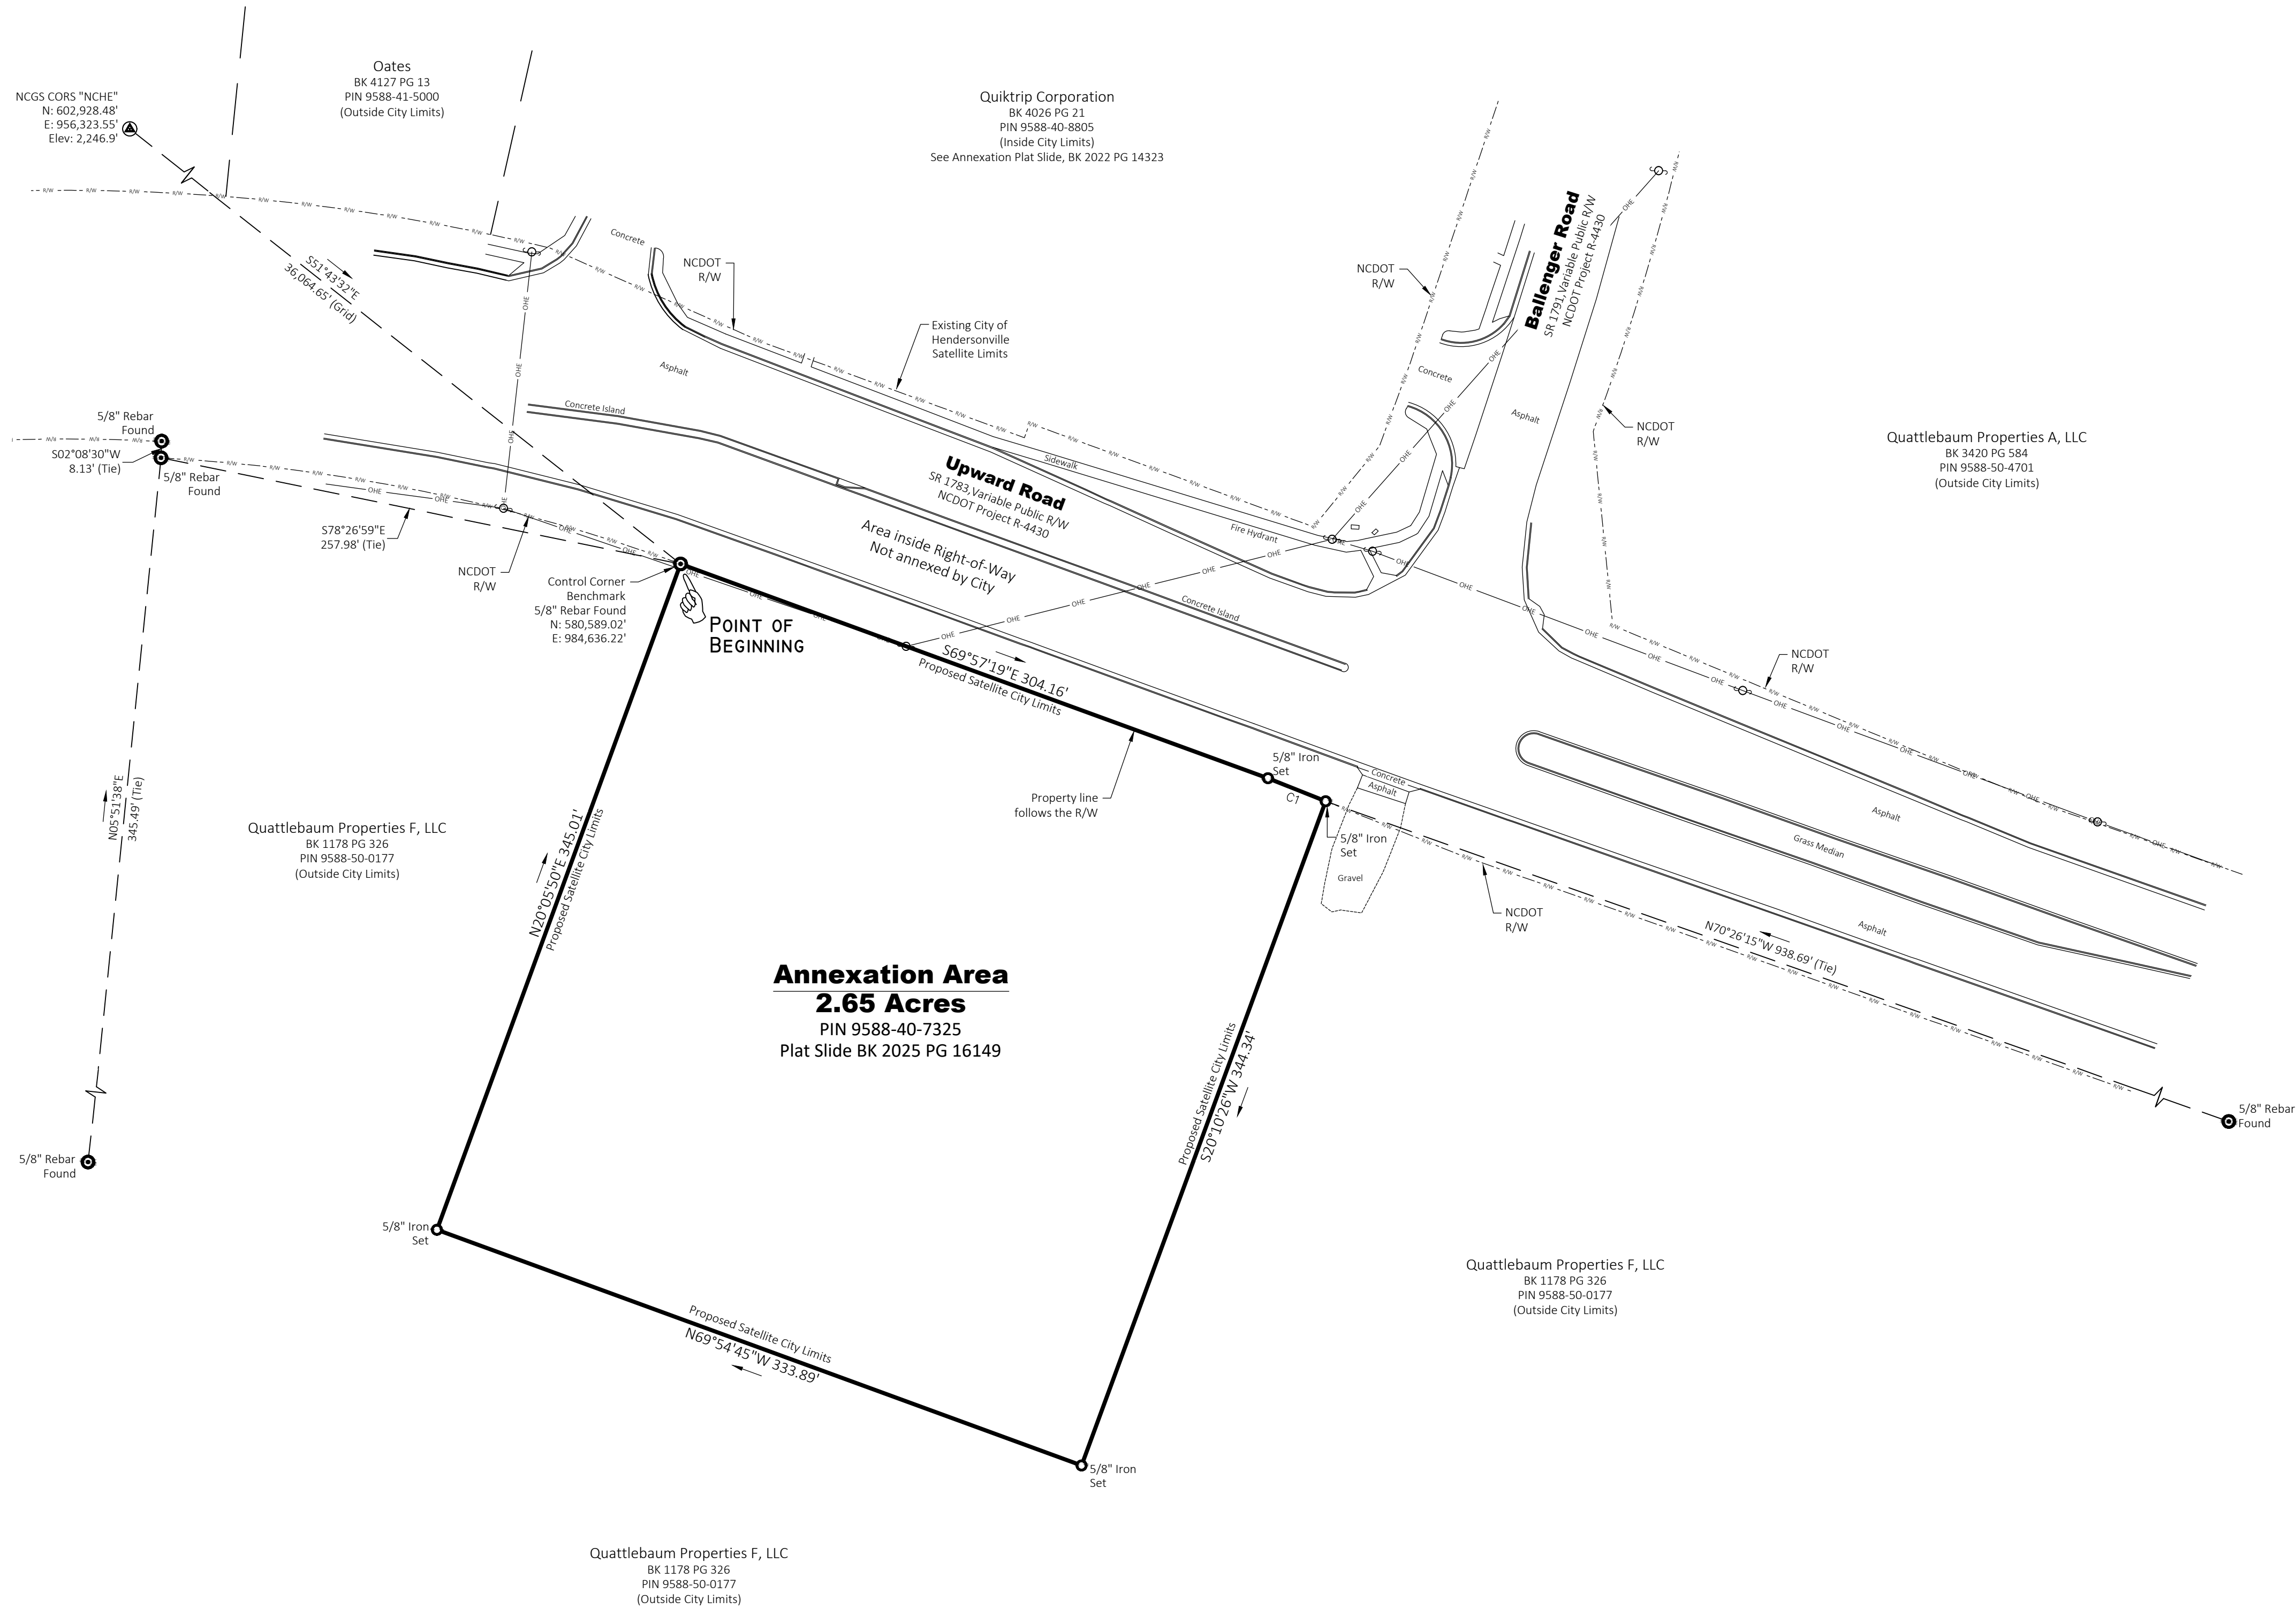 Oates
BK 4127 PG 13
PIN 9588-41-5000
(Outside City Limits)
NCGS CORS "NCHE"
N: 602,928.48'
E: 956,323.55'
Elev: 2,246.9'
Quiktrip Corporation
BK 4026 PG 21
PIN 9588-40-8805
(Inside City Limits)
See Annexation Plat Slide, BK 2022 PG 14323
S51°43'32"E
36,064.65' (Grid)
Concrete
NCDOT
R/W
NCDOT
R/W
Existing City of
Hendersonville
Satellite Limits
Ballenger Road
SR 1791,Variable Public R/W
NCDOT Project R-4430
Asphalt
Concrete
Asphalt
NCDOT
R/W
Concrete Island
5/8" Rebar
Found
S02°08'30"W
8.13' (Tie)
5/8" Rebar
Found
Quattlebaum Properties A, LLC
BK 3420 PG 584
PIN 9588-50-4701
(Outside City Limits)
Sidewalk
Upward Road
SR 1783,Variable Public R/W
NCDOT Project R-4430
Fire Hydrant
Area inside Right-of-Way
Not annexed by City
S78°26'59"E
257.98' (Tie)
NCDOT
R/W
Control Corner
Benchmark
5/8" Rebar Found
N: 580,589.02'
E: 984,636.22'
POINT OF
BEGINNING
Concrete Island
S69°57'19"E 304.16'
Proposed Satellite City Limits
NCDOT
R/W
5/8" Iron
Set
C1
Concrete
Asphalt
Property line
follows the R/W
5/8" Iron
Set
Gravel
Asphalt
Grass Median
Asphalt
NCDOT
R/W
N70°26'15"W 938.69' (Tie)
N05°51'38"E
345.49' (Tie)
Quattlebaum Properties F, LLC
BK 1178 PG 326
PIN 9588-50-0177
(Outside City Limits)
N20°05'50"E 345.01'
Proposed Satellite City Limits
Annexation Area
2.65 Acres
PIN 9588-40-7325
Plat Slide BK 2025 PG 16149
Proposed Satellite City Limits
S20°10'26"W 344.34'
5/8" Rebar
Found
5/8" Rebar
Found
5/8" Iron
Set
Quattlebaum Properties F, LLC
BK 1178 PG 326
PIN 9588-50-0177
(Outside City Limits)
Proposed Satellite City Limits
N69°54'45"W 333.89'
5/8" Iron
Set
Quattlebaum Properties F, LLC
BK 1178 PG 326
PIN 9588-50-0177
(Outside City Limits)